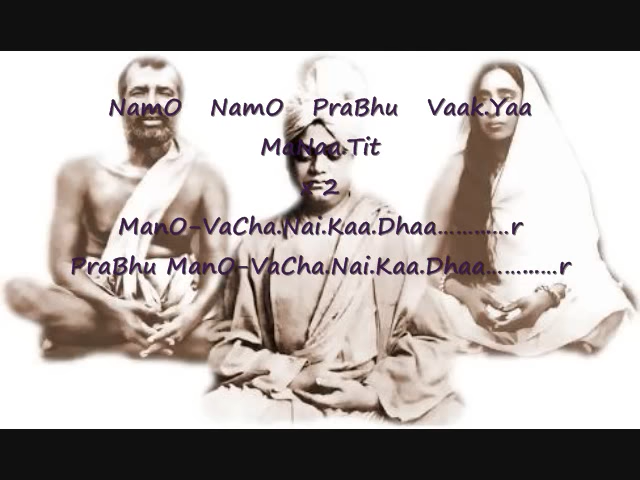 NamO NamO PraBhu Vaak.Yaa
MaNaa.Tit
x 2
ManO-VaCha.Nai.Kaa.Dhaa............r
PraBhu ManO-VaCha.Nai.Kaa.Dhaa............r